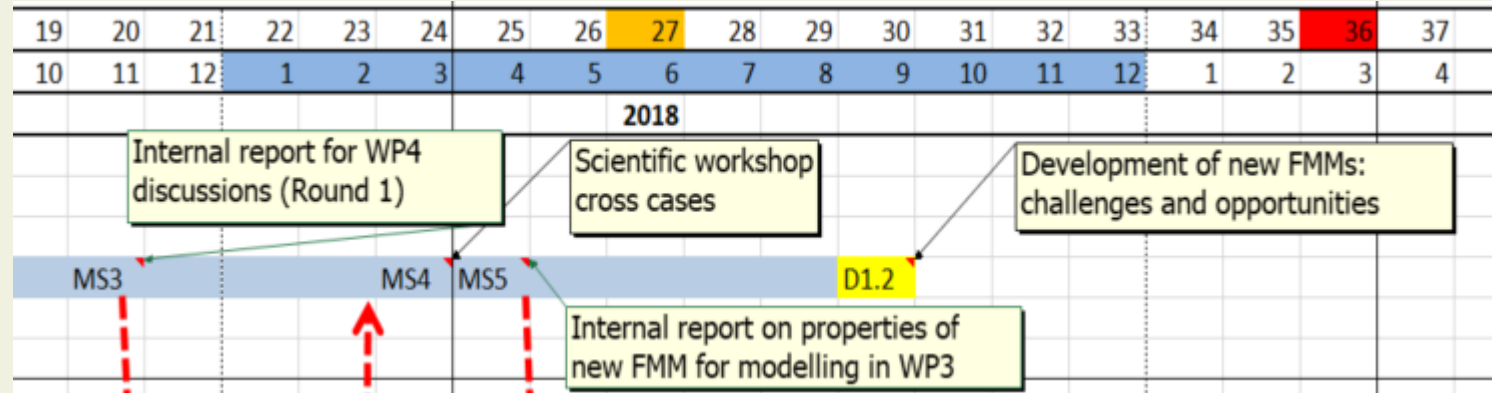 19 20 21 22 23 24 25 26 27 28 29 30 31 32 33 34 35 36 37
10 11 12 1 2 3 4 5 6 7 8 9 10 11 12 1 2 3 4
2018
Internal report for WP4
discussions (Round 1)
Scientific workshop
cross cases
Development of new FMMs:
challenges and opportunities
MS3 MS4 MS5 D1.2
Internal report on properties of
new FMM for modelling in WP3